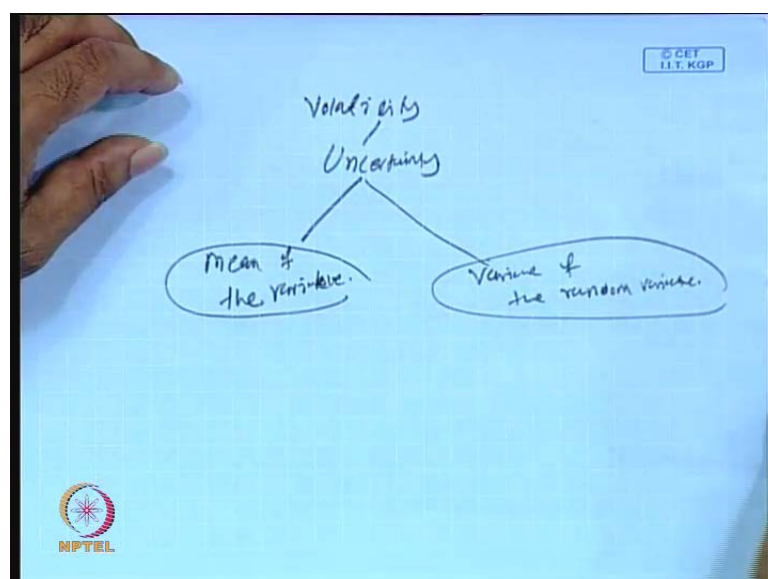 © CET
I.I.T. KGP
Volatility
Uncertainty
Mean of
the variable.
Variance of
the random variable.
NPTEL